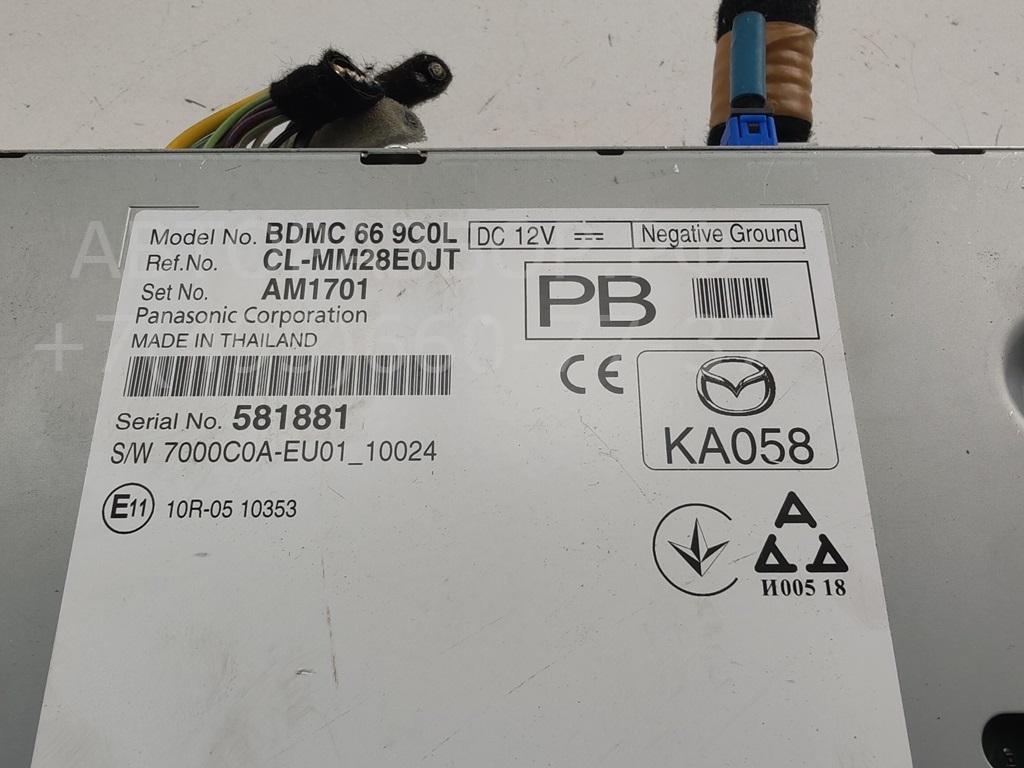 Model No. BDMC 66 9C0L
DC 12V Negative Ground
Ref.No. CL-MM28E0JT
Set No. AM1701
PB
Panasonic Corporation
MADE IN THAILAND
CE
Serial No. 581881
KA058
S/W 7000C0A-EU01_10024
E11 10R-05 10353
И005 18